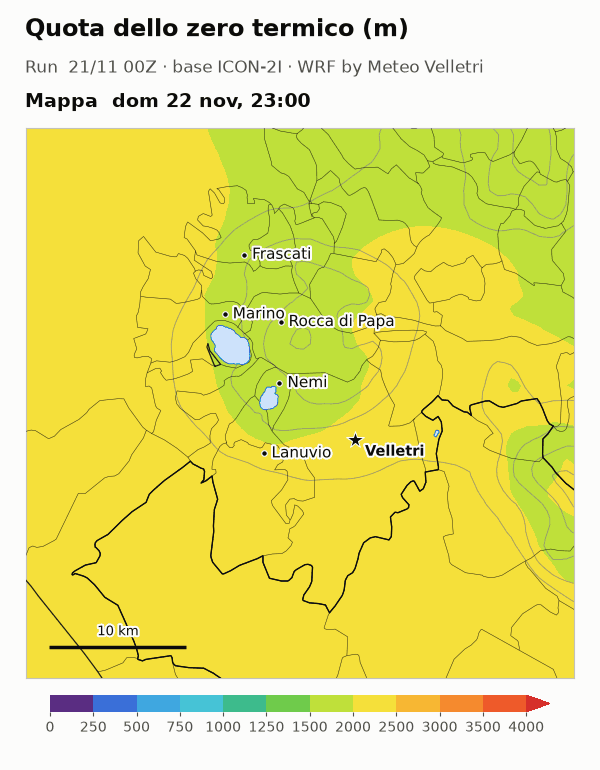 Quota dello zero termico (m)
Run  21/11 00Z · base ICON-2I · WRF by Meteo Velletri
Mappa  dom 22 nov, 23:00
Frascati
Marino
Rocca di Papa
Nemi
Velletri
Lanuvio
10 km
0 250 500 750 1000 1250 1500 2000 2500 3000 3500 4000